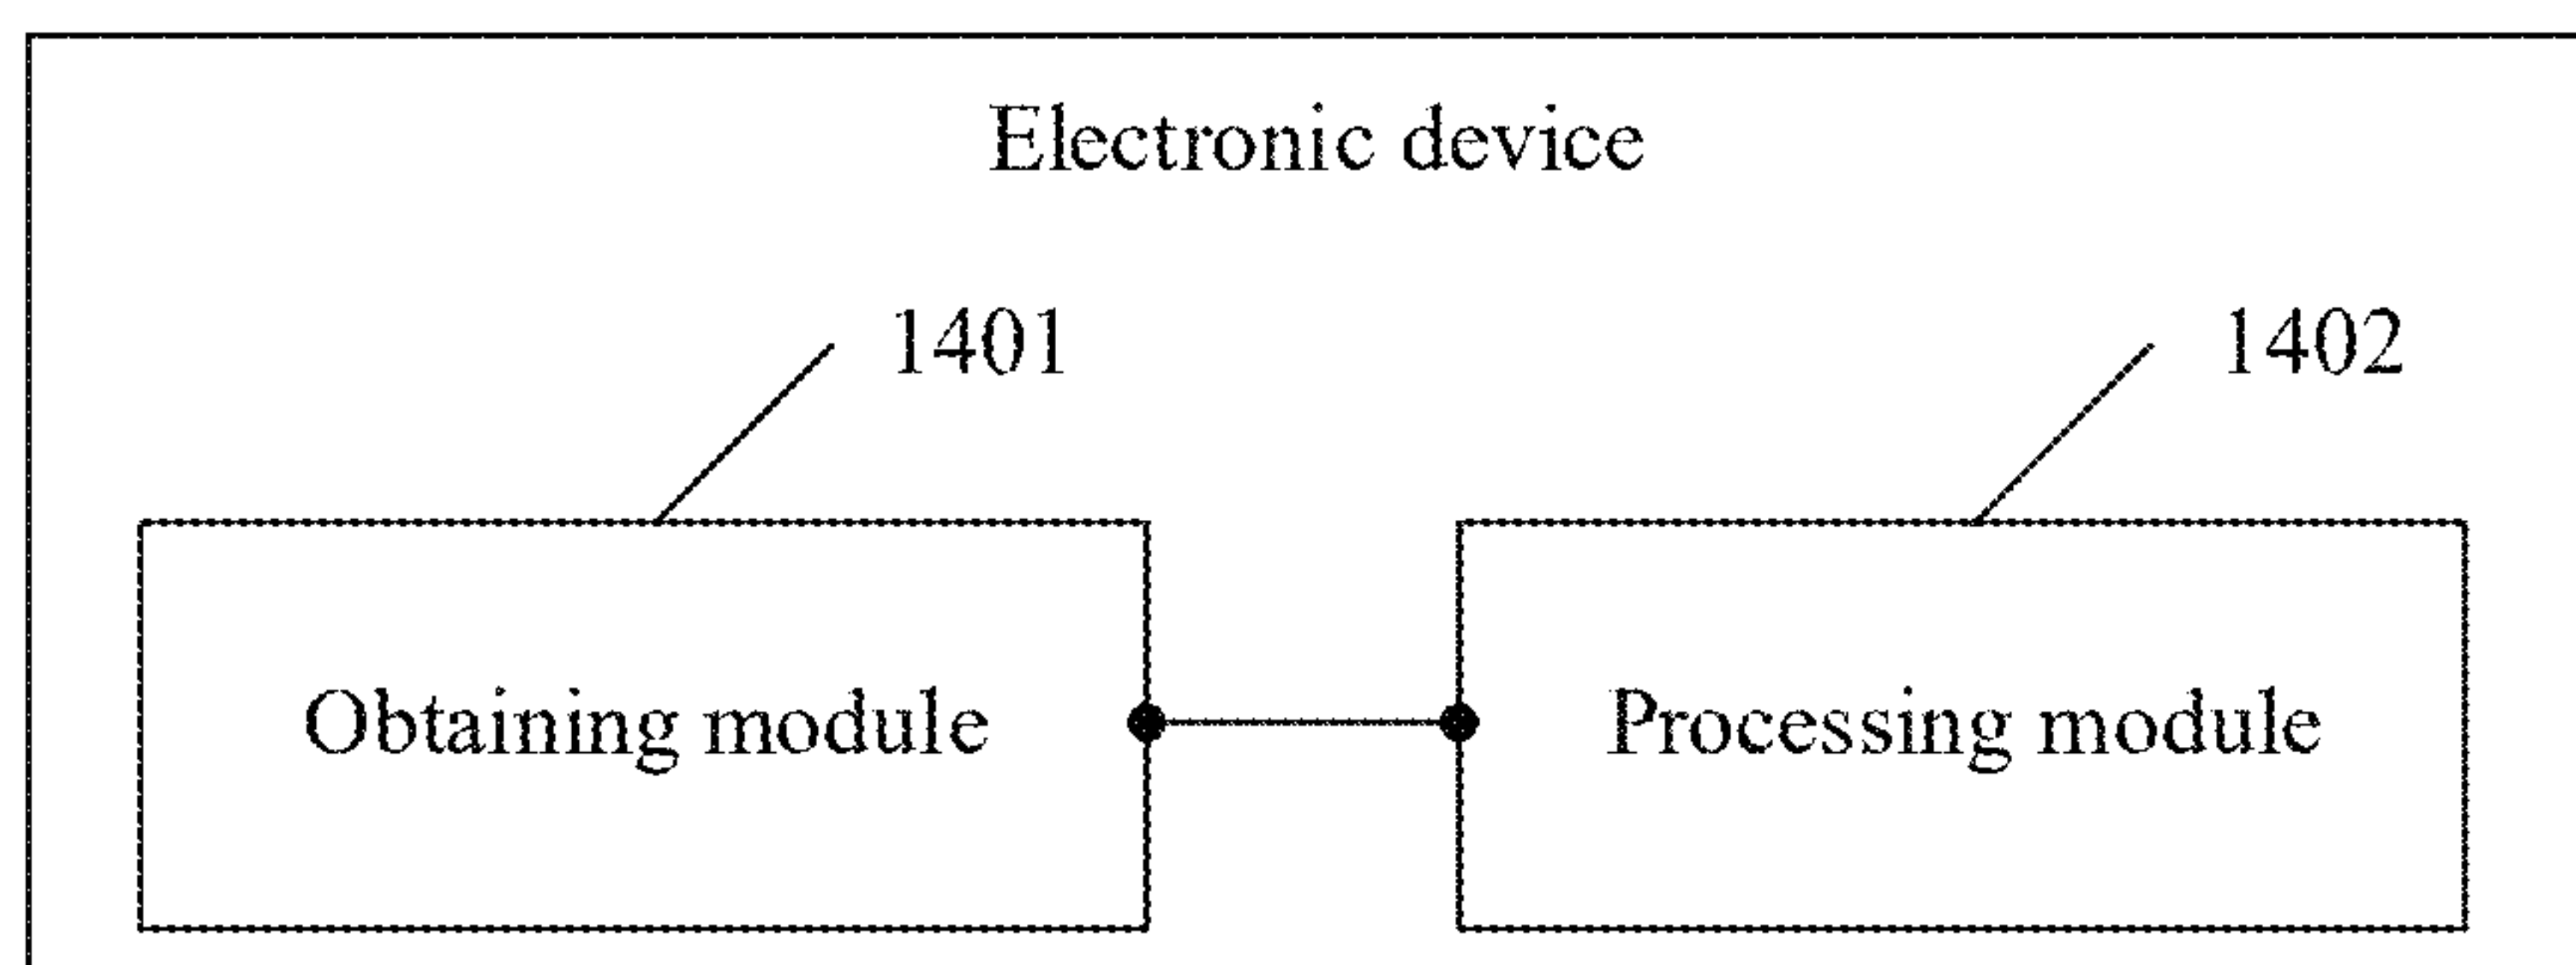 Electronic device
1401
1402
Obtaining module
Processing module